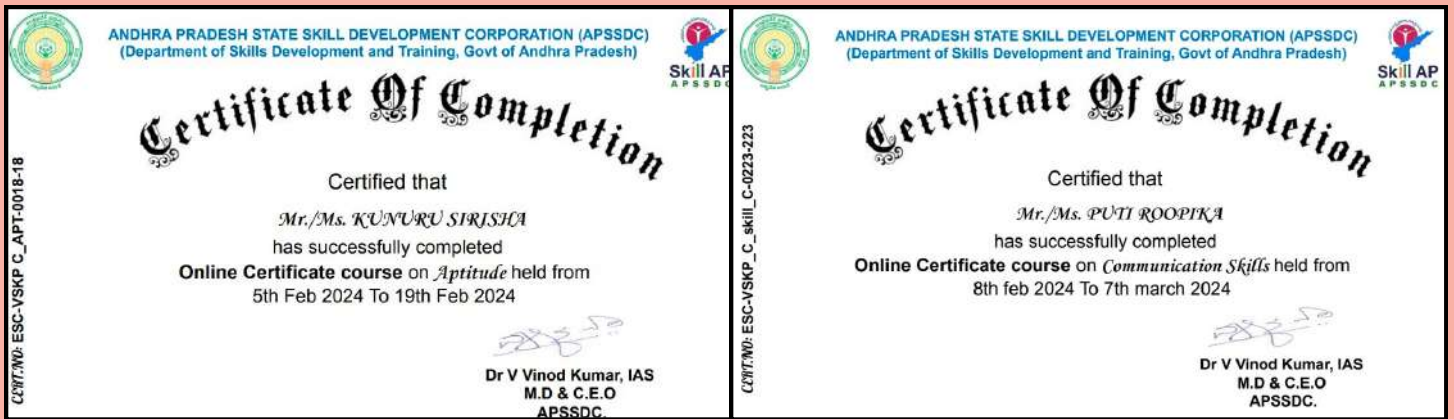 ANDHRA PRADESH STATE SKILL DEVELOPMENT CORPORATION (APSSDC)
(Department of Skills Development and Training, Govt of Andhra Pradesh)
Skill AP
APSSDC
Certificate Of Completion
Certified that
Mr./Ms. KUNURU SIRISHA
has successfully completed
Online Certificate course on Aptitude held from
5th Feb 2024 To 19th Feb 2024
Dr V Vinod Kumar, IAS
M.D & C.E.O
APSSDC.
CERT.NO: ESC-VSKP C_APT-0018-18
ANDHRA PRADESH STATE SKILL DEVELOPMENT CORPORATION (APSSDC)
(Department of Skills Development and Training, Govt of Andhra Pradesh)
Skill AP
APSSDC
Certificate Of Completion
Certified that
Mr./Ms. PUTI ROOPIKA
has successfully completed
Online Certificate course on Communication Skills held from
8th feb 2024 To 7th march 2024
Dr V Vinod Kumar, IAS
M.D & C.E.O
APSSDC.
CERT.NO: ESC-VSKP_C_skill_C-0223-223